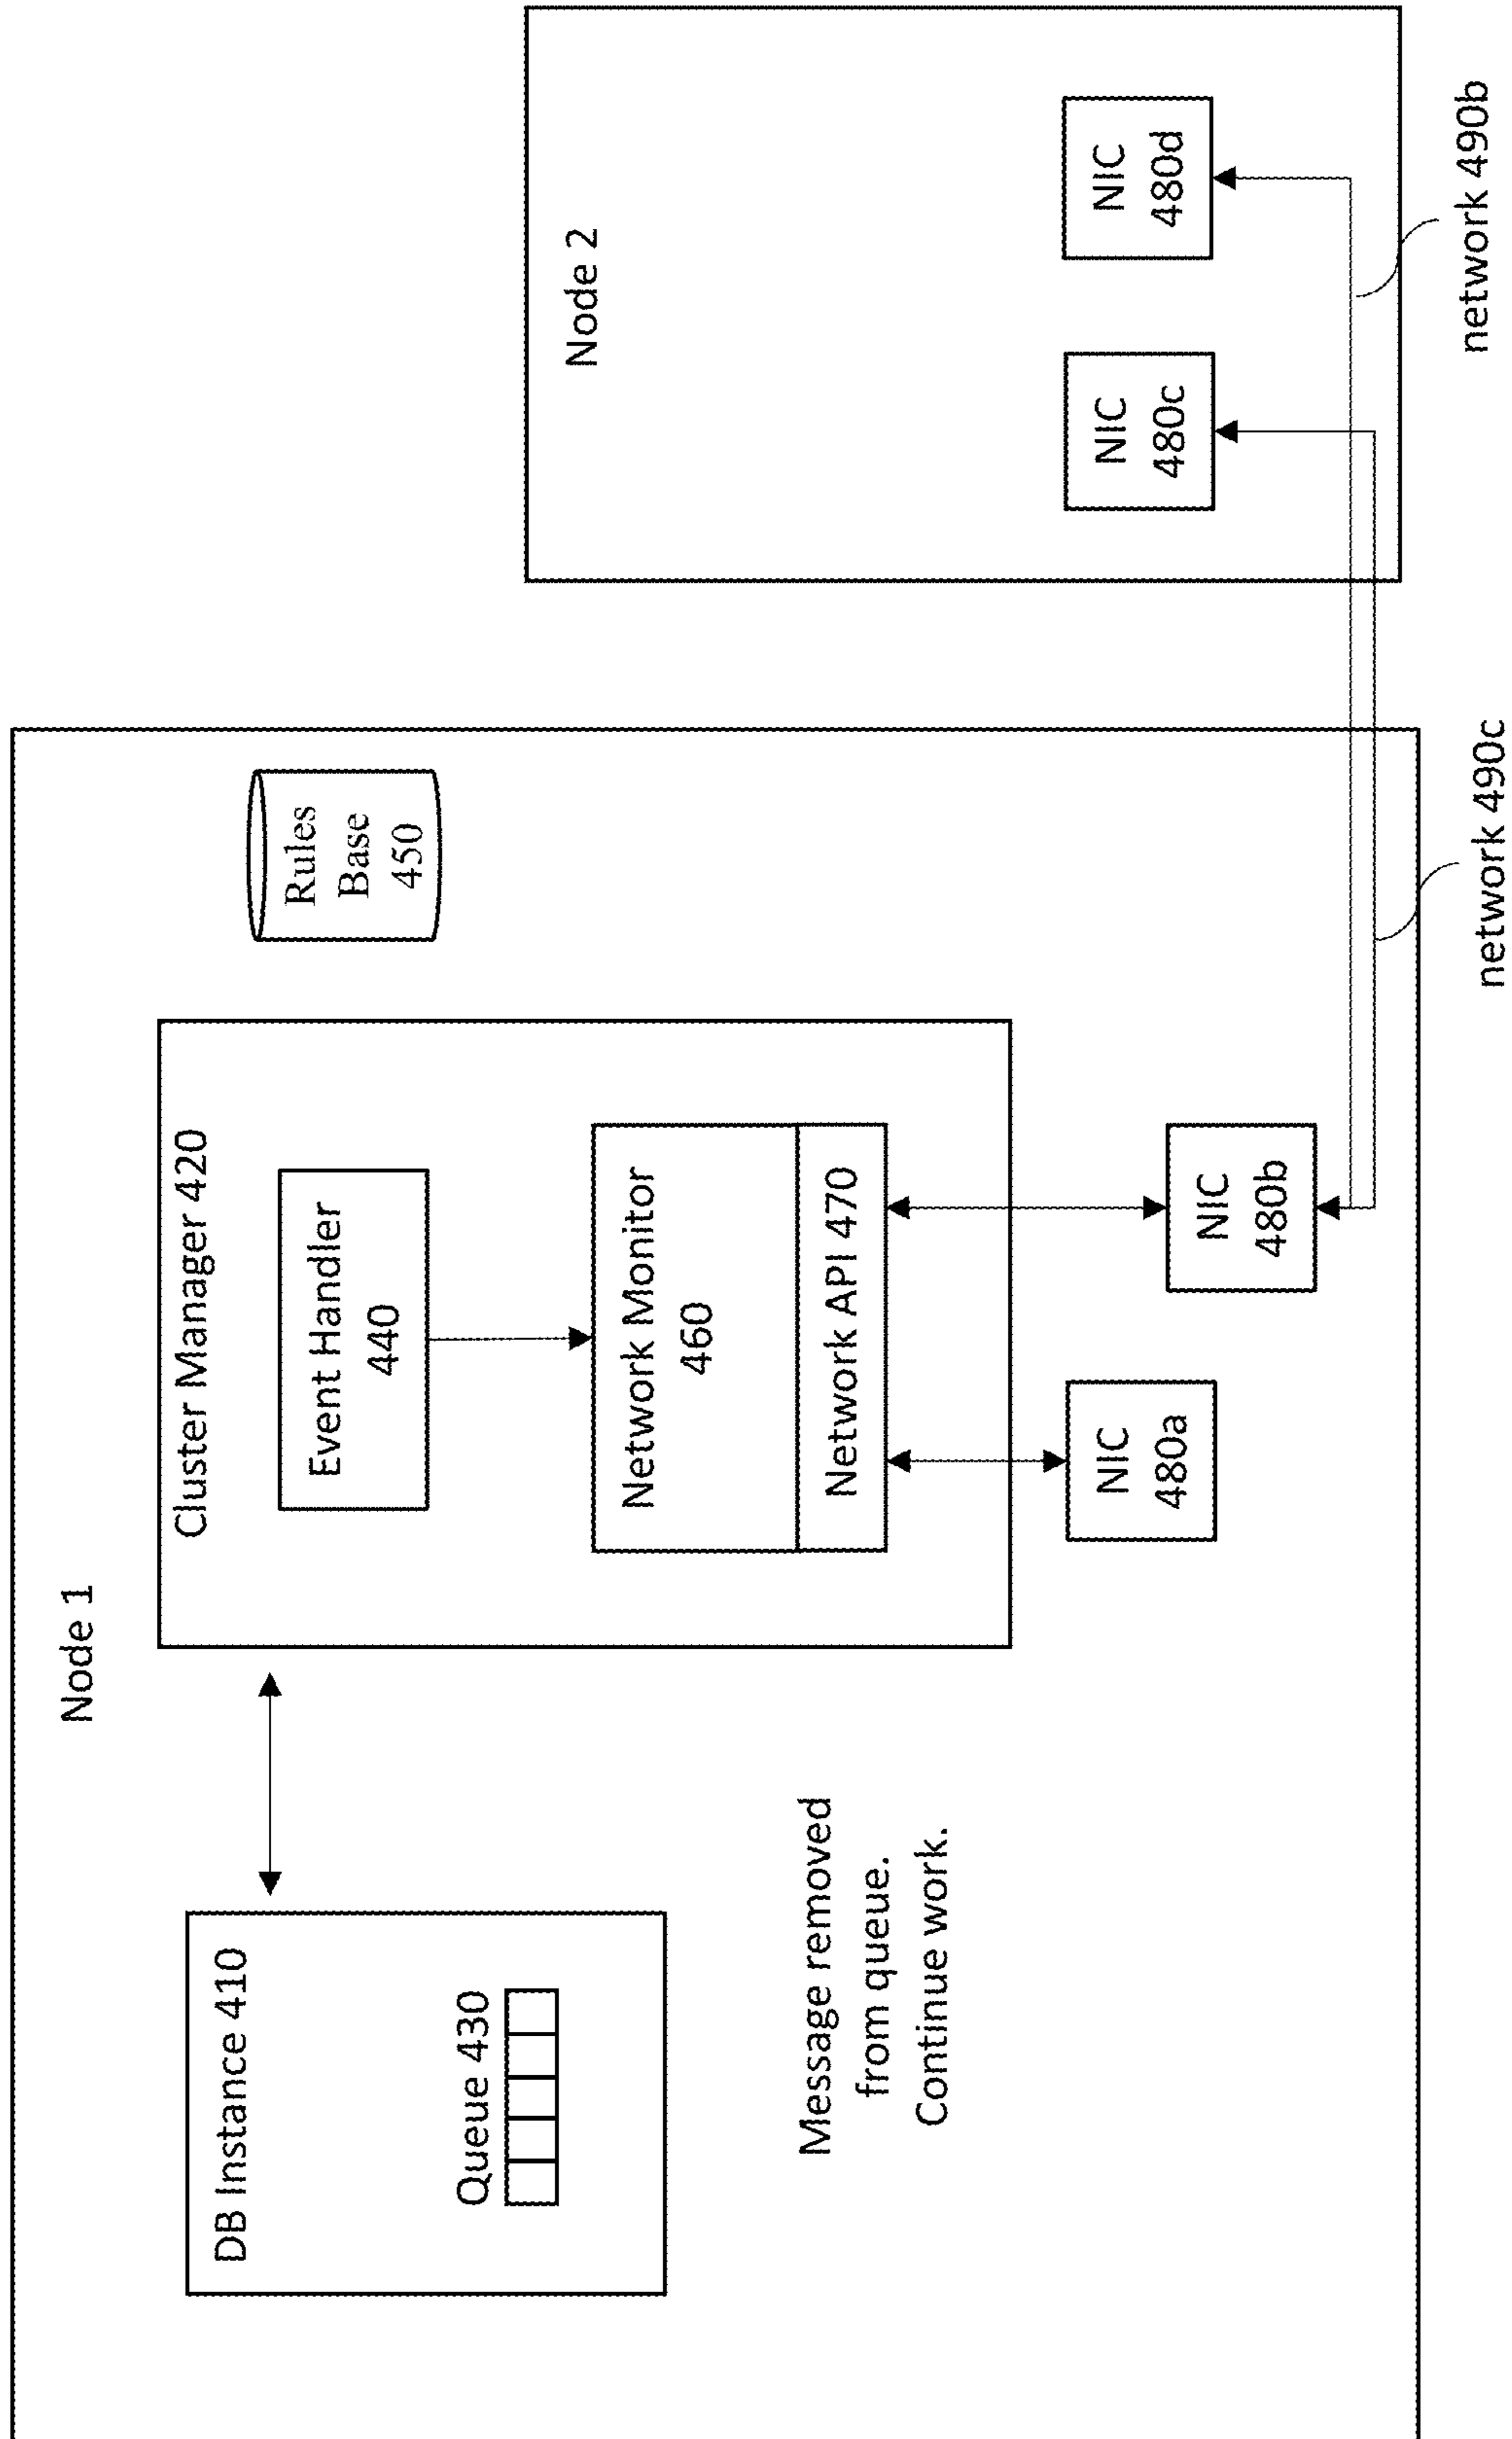 Node 1
DB Instance 410
Queue 430
Message removed
from queue.
Continue work.
Cluster Manager 420
Event Handler
440
Network Monitor
460
Network API 470
NIC
480a
NIC
480b
Rules
Base
450
network 490c
Node 2
NIC
480c
NIC
480d
network 490b